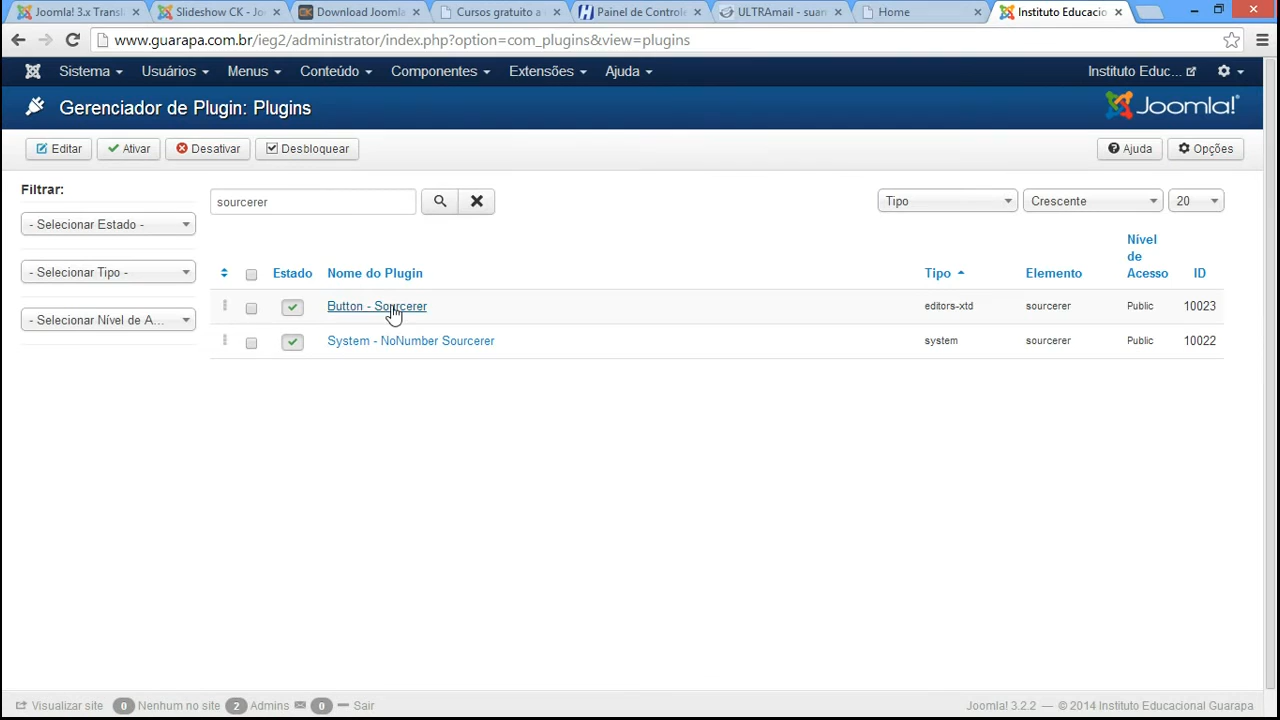 Joomla! 3.x Transl
Slideshow CK - Jo
Download Joomla
Cursos gratuito a
Painel de Controle
ULTRAmail - suan
Home
Instituto Educacio
www.guarapa.com.br/ieg2/administrator/index.php?option=com_plugins&view=plugins
Sistema Usuários Menus Conteúdo Componentes Extensões Ajuda Instituto Educ...
Gerenciador de Plugin: Plugins
Joomla!
Editar Ativar Desativar Desbloquear Ajuda Opções
Filtrar:
sourcerer Tipo Crescente 20
- Selecionar Estado -
- Selecionar Tipo -
- Selecionar Nível de A...
Estado Nome do Plugin Tipo Elemento Nível de Acesso ID
Button - Sourcerer editors-xtd sourcerer Public 10023
System - NoNumber Sourcerer system sourcerer Public 10022
Visualizar site 0 Nenhum no site 2 Admins 0 Sair Joomla! 3.2.2 — © 2014 Instituto Educacional Guarapa